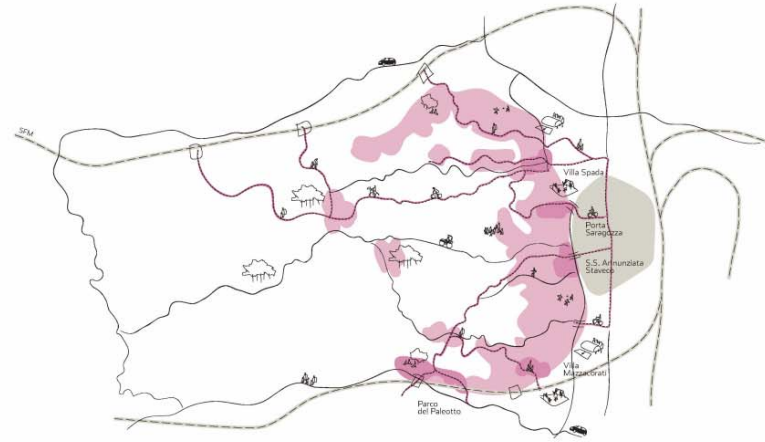 SFM
Villa Spada
Porta
Saragozza
S.S. Annunziata
Staveco
Villa
Mazzacorati
Parco
del Paleotto